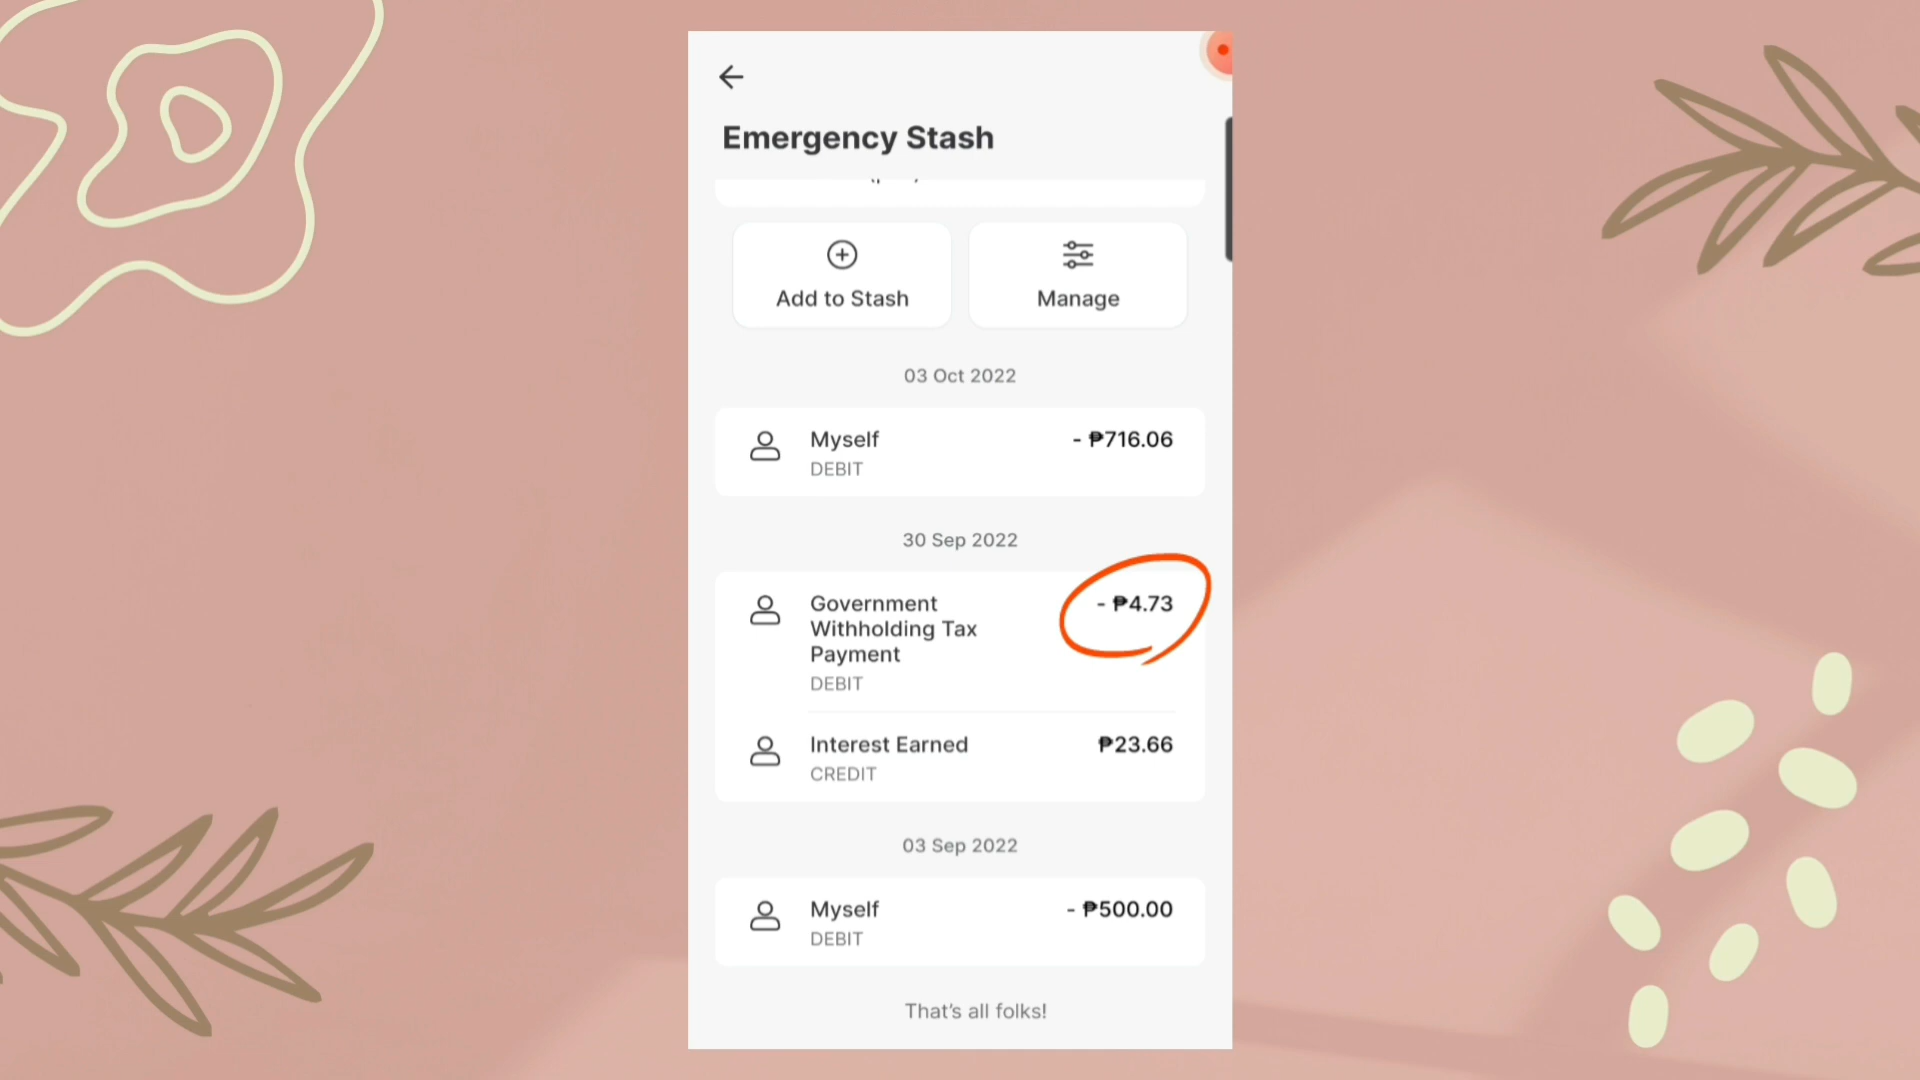 Emergency Stash
Add to Stash
Manage
03 Oct 2022
Myself
- ₱716.06
DEBIT
30 Sep 2022
Government
- ₱4.73
Withholding Tax
Payment
DEBIT
Interest Earned
₱23.66
CREDIT
03 Sep 2022
Myself
- ₱500.00
DEBIT
That's all folks!